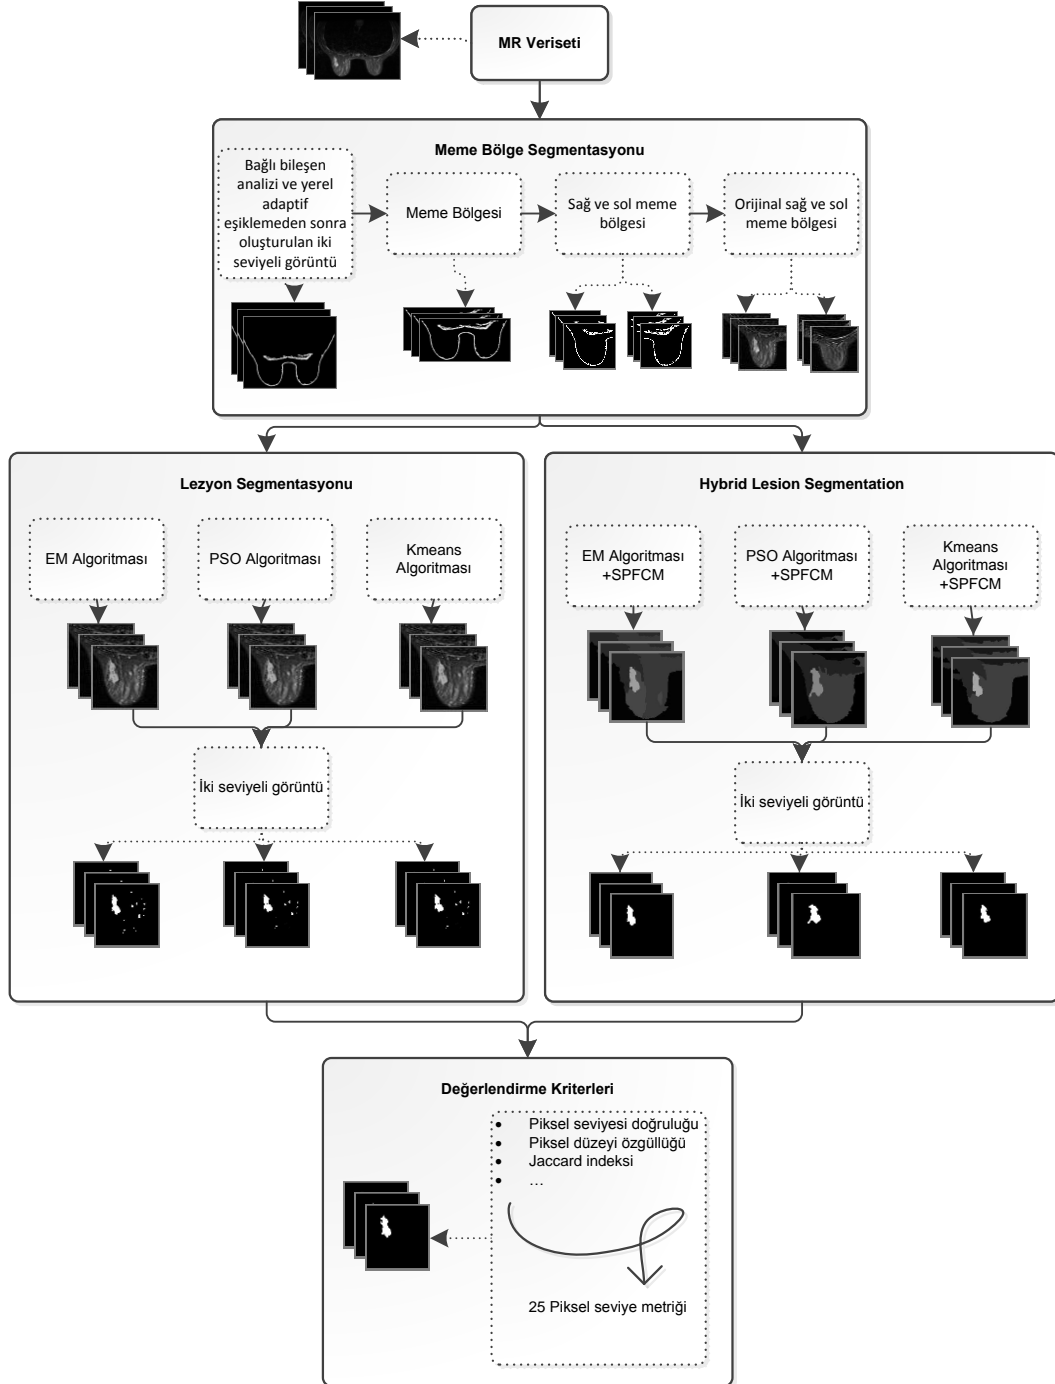 MR Veriseti
Meme Bölge Segmentasyonu
Bağlı bileşen
analizi ve yerel
adaptif
eşiklemeden sonra
oluşturulan iki
seviyeli görüntü
Meme Bölgesi
Sağ ve sol meme
bölgesi
Orijinal sağ ve sol
meme bölgesi
Lezyon Segmentasyonu
EM Algoritması
PSO Algoritması
Kmeans
Algoritması
İki seviyeli görüntü
Hybrid Lesion Segmentation
EM Algoritması
+SPFCM
PSO Algoritması
+SPFCM
Kmeans
Algoritması
+SPFCM
İki seviyeli görüntü
Değerlendirme Kriterleri
● Piksel seviyesi doğruluğu
● Piksel düzeyi özgüllüğü
● Jaccard indeksi
● …
25 Piksel seviye metriği